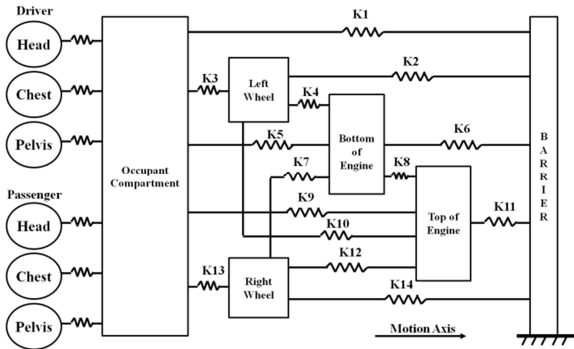 Driver
Head
Chest
Pelvis
Passenger
Head
Chest
Pelvis
Occupant
Compartment
K1
K2
K3
Left
Wheel
K4
K5
Bottom
of
Engine
K6
K7
K8
K9
K10
Top of
Engine
K11
K12
K13
Right
Wheel
K14
Motion Axis
B
A
R
R
I
E
R